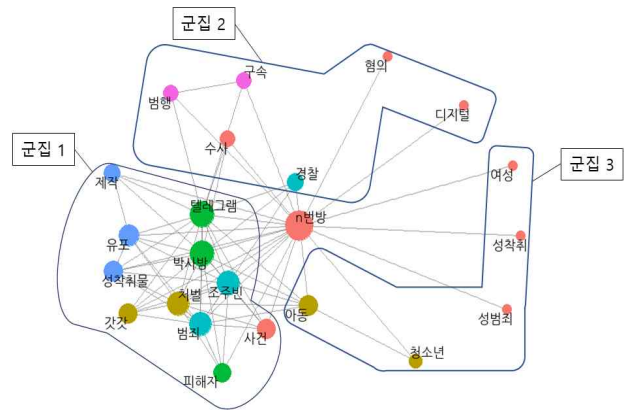 군집 2
구속
혐의
범행
디지털
수사
군집 1
경찰
여성
군집 3
제작
텔레그램
n번방
유포
성착취
박사방
성착취물
처벌
조주빈
아동
성범죄
갓갓
범죄
사건
청소년
피해자